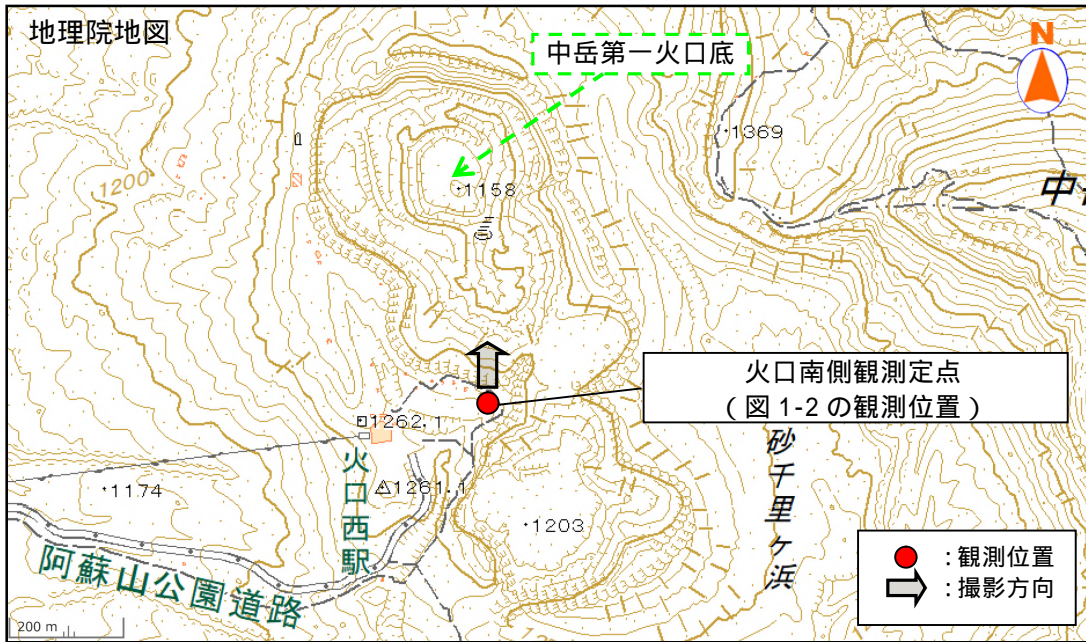 地理院地図
中岳第一火口底
N
1369
1200
1158
中
火口南側観測定点
(図 1-2 の観測位置)
1262.1
火口西駅
1174
1261.1
1203
砂千里ヶ浜
阿蘇山公園道路
:観測位置
:撮影方向
200 m